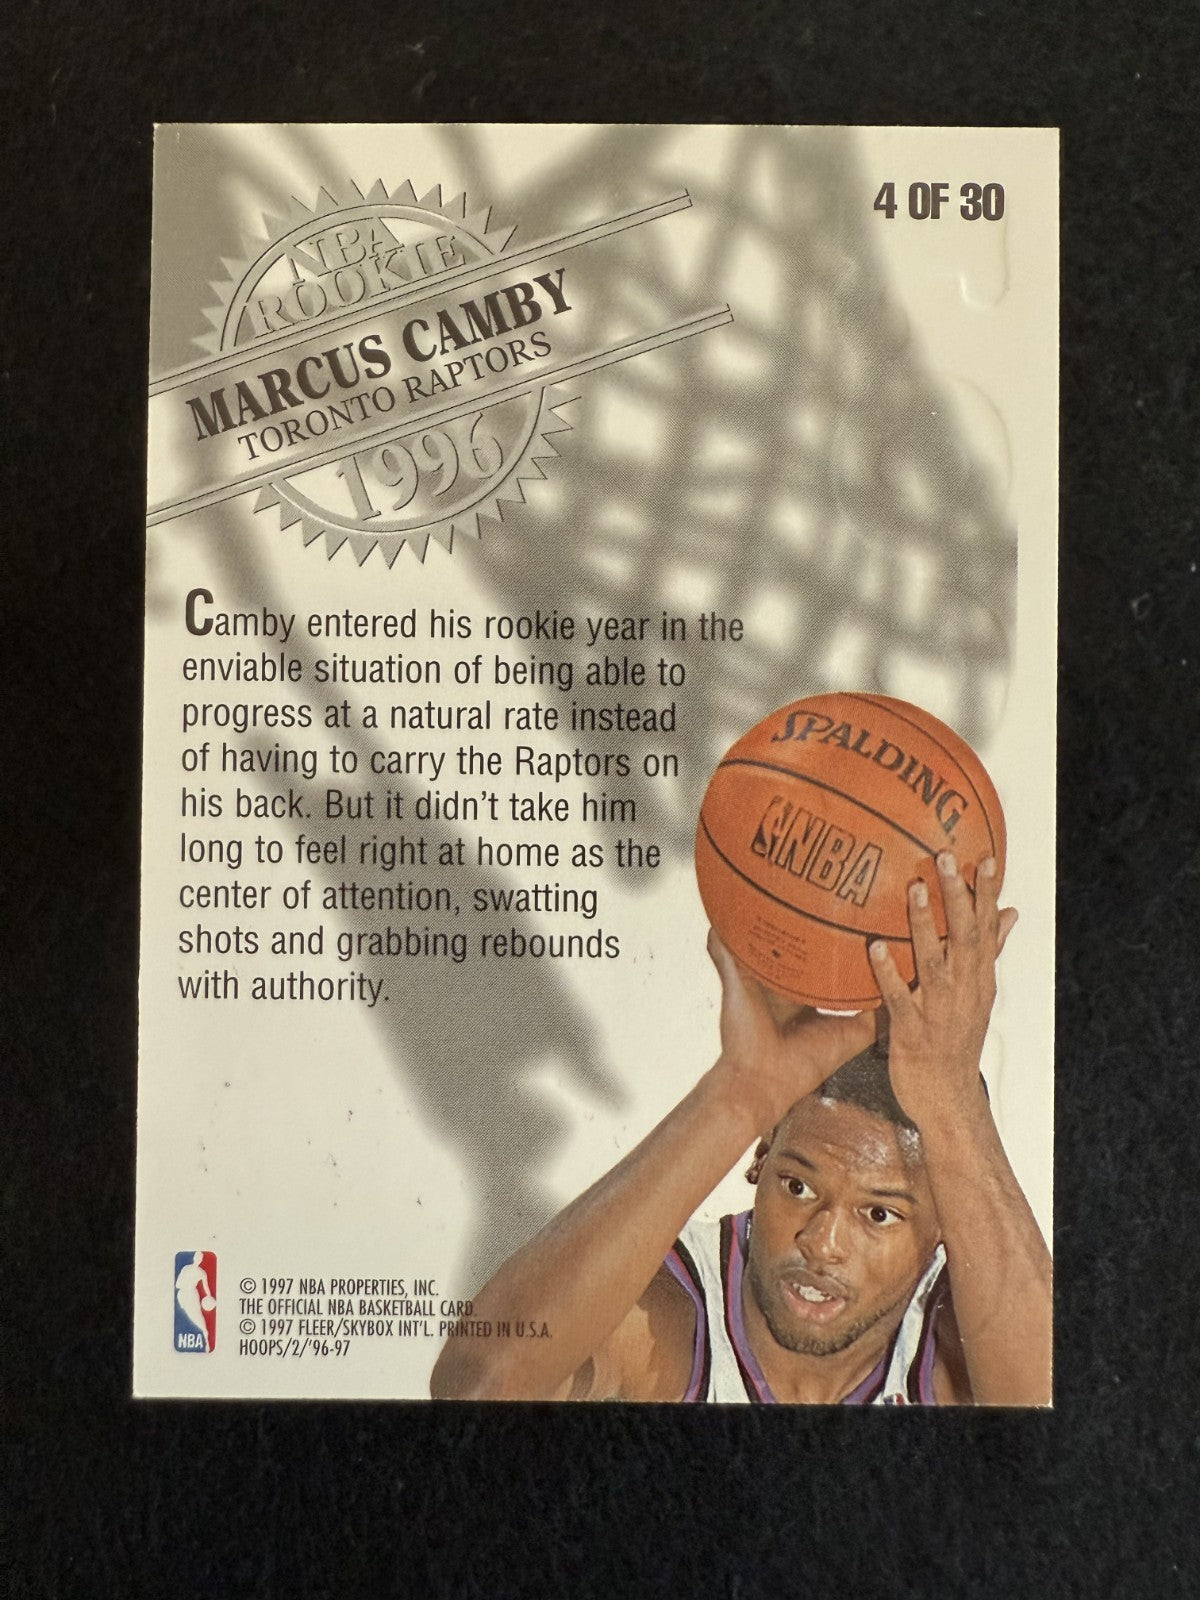 4 OF 30
NBA
ROOKIE
MARCUS CAMBY
TORONTO RAPTORS
1996
Camby entered his rookie year in the
enviable situation of being able to
progress at a natural rate instead
of having to carry the Raptors on
his back. But it didn't take him
long to feel right at home as the
center of attention, swatting
shots and grabbing rebounds
with authority.
SPALDING
NBA
NBA
© 1997 NBA PROPERTIES, INC.
THE OFFICIAL NBA BASKETBALL CARD.
© 1997 FLEER/SKYBOX INT'L. PRINTED IN U.S.A.
HOOPS/2/'96-97